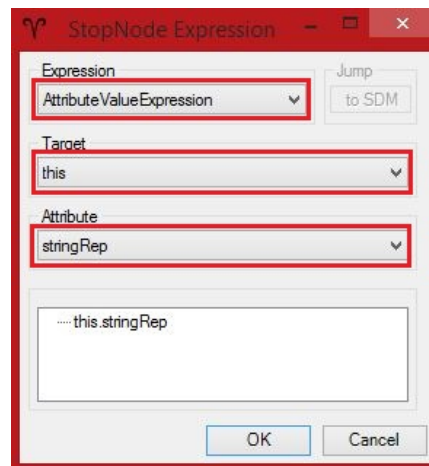 StopNode Expression
Expression
Jump
AttributeValueExpression
to SDM
Target
this
Attribute
stringRep
this.stringRep
OK
Cancel